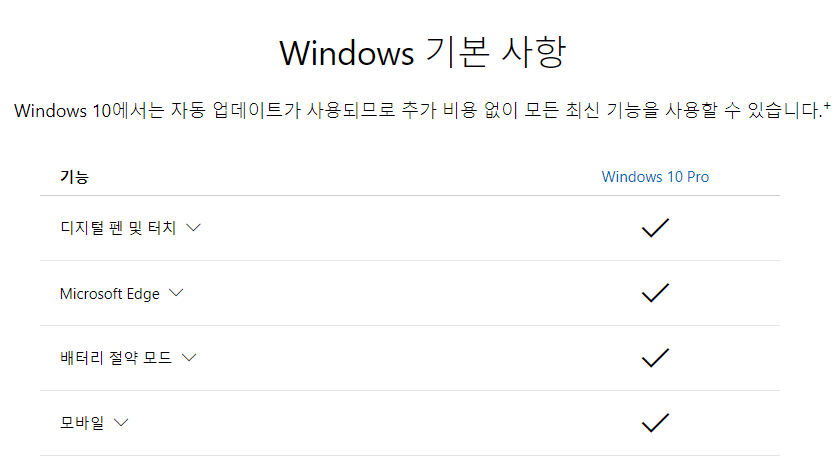 Windows 기본 사항
Windows 10에서는 자동 업데이트가 사용되므로 추가 비용 없이 모든 최신 기능을 사용할 수 있습니다.+
기능 Windows 10 Pro
디지털 펜 및 터치
Microsoft Edge
배터리 절약 모드
모바일